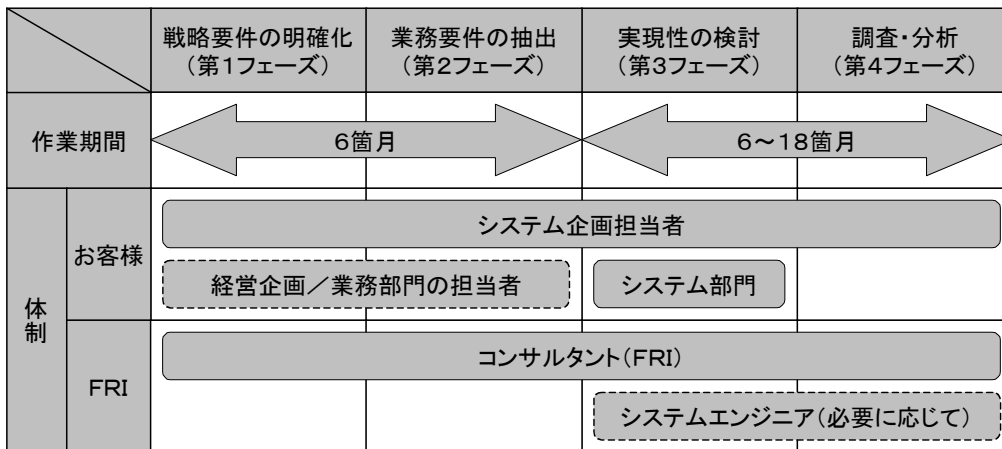 戦略要件の明確化
(第1フェーズ)
業務要件の抽出
(第2フェーズ)
実現性の検討
(第3フェーズ)
調査・分析
(第4フェーズ)
作業期間
6箇月
6~18箇月
体制
お客様
システム企画担当者
経営企画/業務部門の担当者
システム部門
FRI
コンサルタント(FRI)
システムエンジニア(必要に応じて)